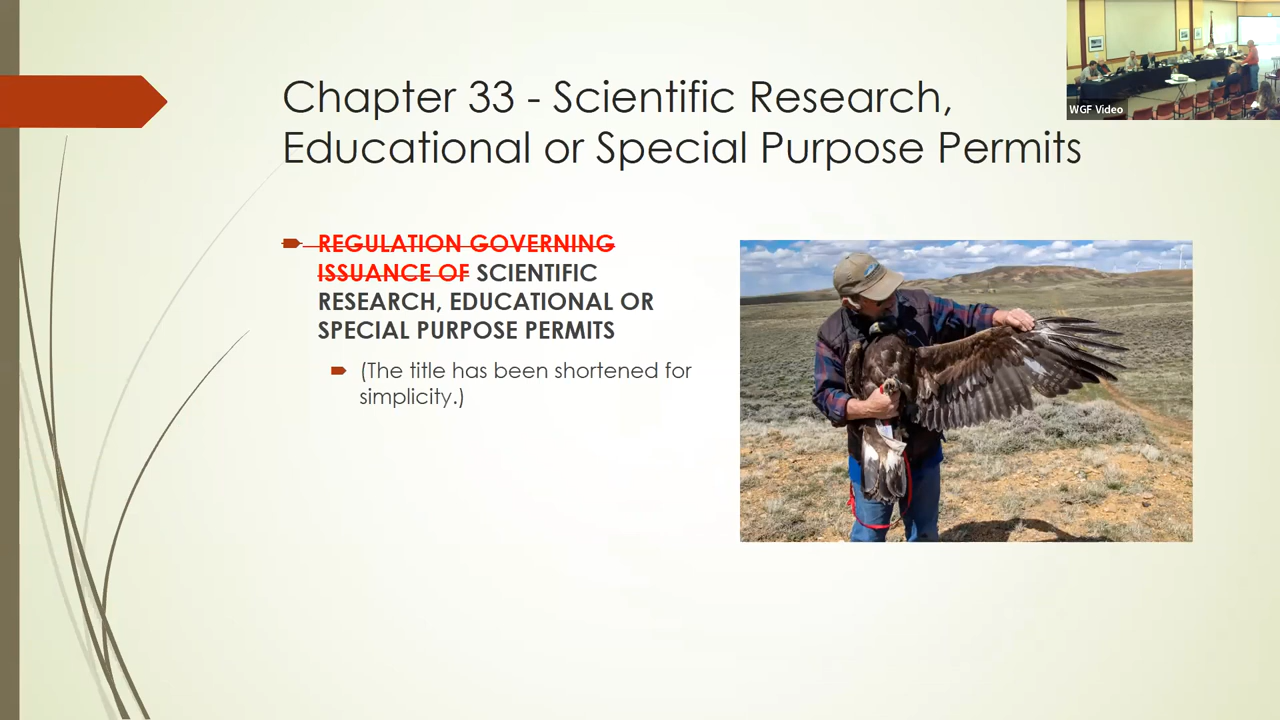 Chapter 33 - Scientific Research,
Educational or Special Purpose Permits
WGF Video
REGULATION GOVERNING
ISSUANCE OF SCIENTIFIC
RESEARCH, EDUCATIONAL OR
SPECIAL PURPOSE PERMITS
(The title has been shortened for
simplicity.)